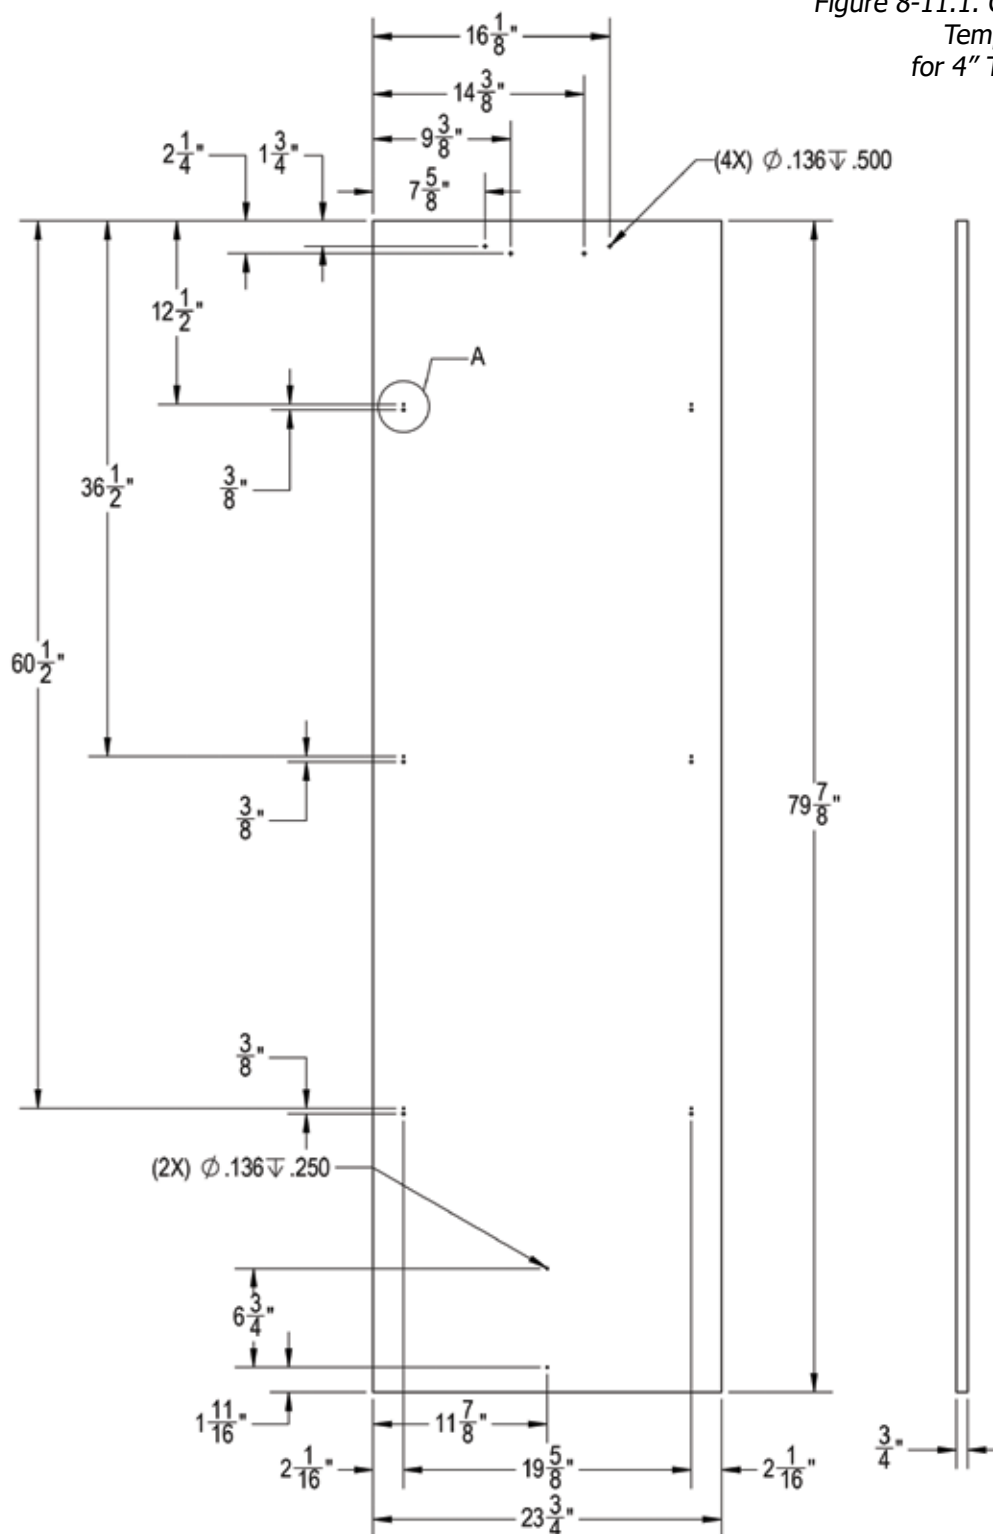 Figure 8-11.1.
Tem
for 4" T
16 1/8"
14 3/8"
9 3/8"
2 1/4" 1 3/4"
7 5/8"
(4X) ∅ .136 ↧ .500
12 1/2"
A
36 1/2"
3/8"
60 1/2"
3/8"
79 7/8"
3/8"
(2X) ∅ .136 ↧ .250
6 3/4"
1 11/16"
11 7/8"
2 1/16" 19 5/8" 2 1/16"
3/4"
23 3/4"